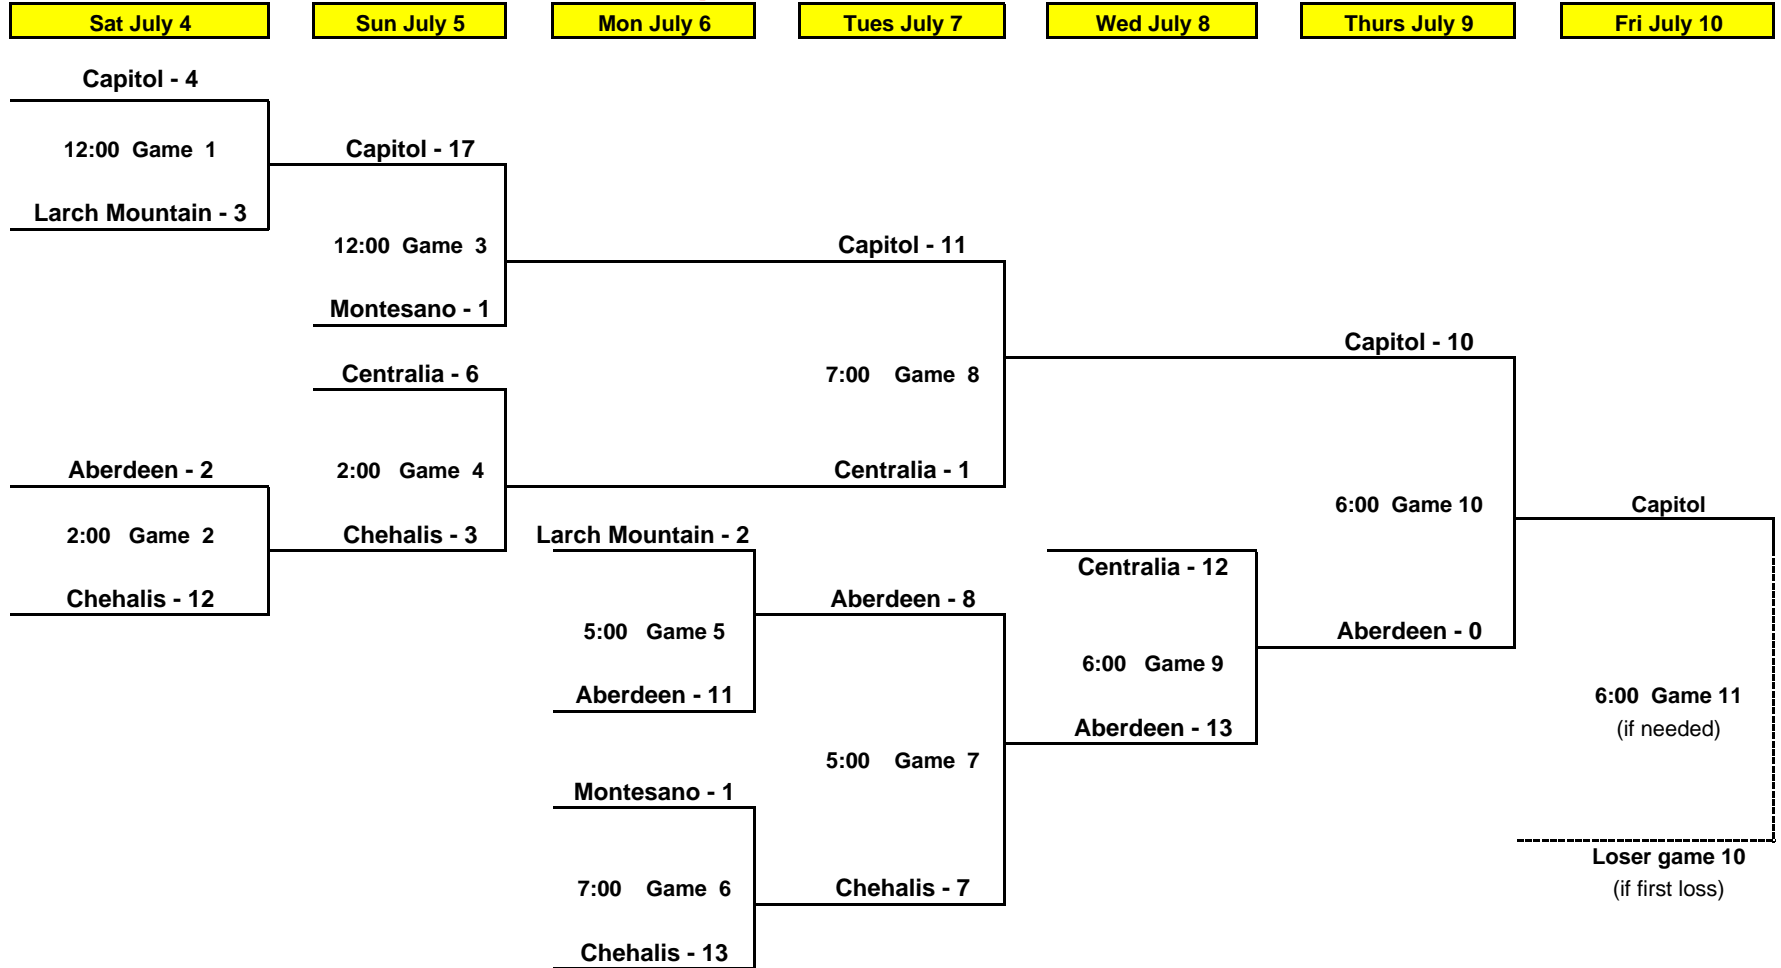 Sat July 4
Sun July 5
Mon July 6
Tues July 7
Wed July 8
Thurs July 9
Fri July 10
Capitol - 4
12:00 Game 1
Larch Mountain - 3
Capitol - 17
12:00 Game 3
Montesano - 1
Capitol - 11
7:00 Game 8
Centralia - 1
Centralia - 6
2:00 Game 4
Chehalis - 3
Aberdeen - 2
2:00 Game 2
Chehalis - 12
Larch Mountain - 2
5:00 Game 5
Aberdeen - 11
Aberdeen - 8
5:00 Game 7
Chehalis - 7
Montesano - 1
7:00 Game 6
Chehalis - 13
Centralia - 12
6:00 Game 9
Aberdeen - 13
Capitol - 10
6:00 Game 10
Aberdeen - 0
Capitol
6:00 Game 11
(if needed)
Loser game 10
(if first loss)